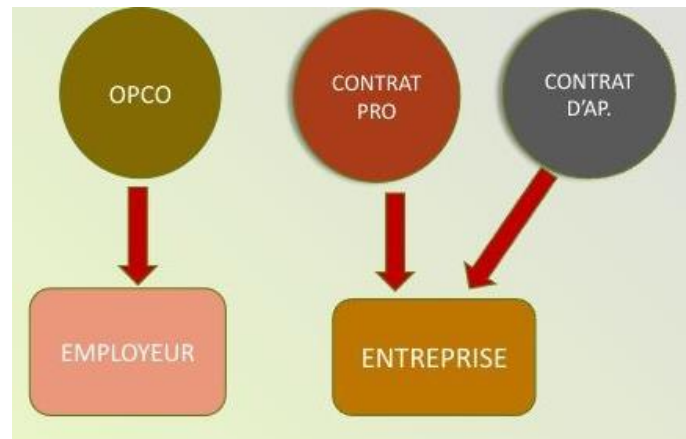 OPCO
CONTRAT
PRO
CONTRAT
D'AP.
EMPLOYEUR
ENTREPRISE